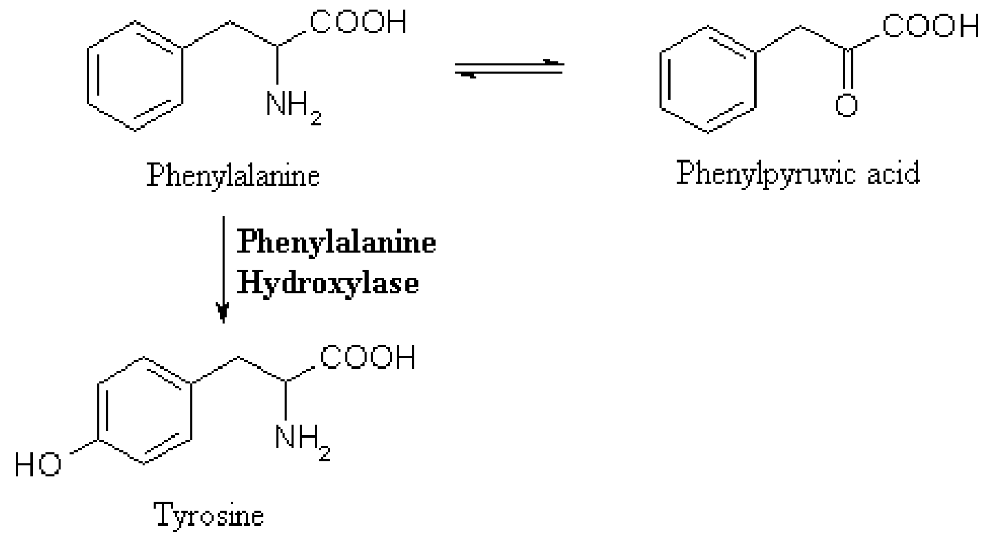 COOH
NH2
Phenylalanine
COOH
O
Phenylpyruvic acid
Phenylalanine
Hydroxylase
COOH
NH2
HO
Tyrosine